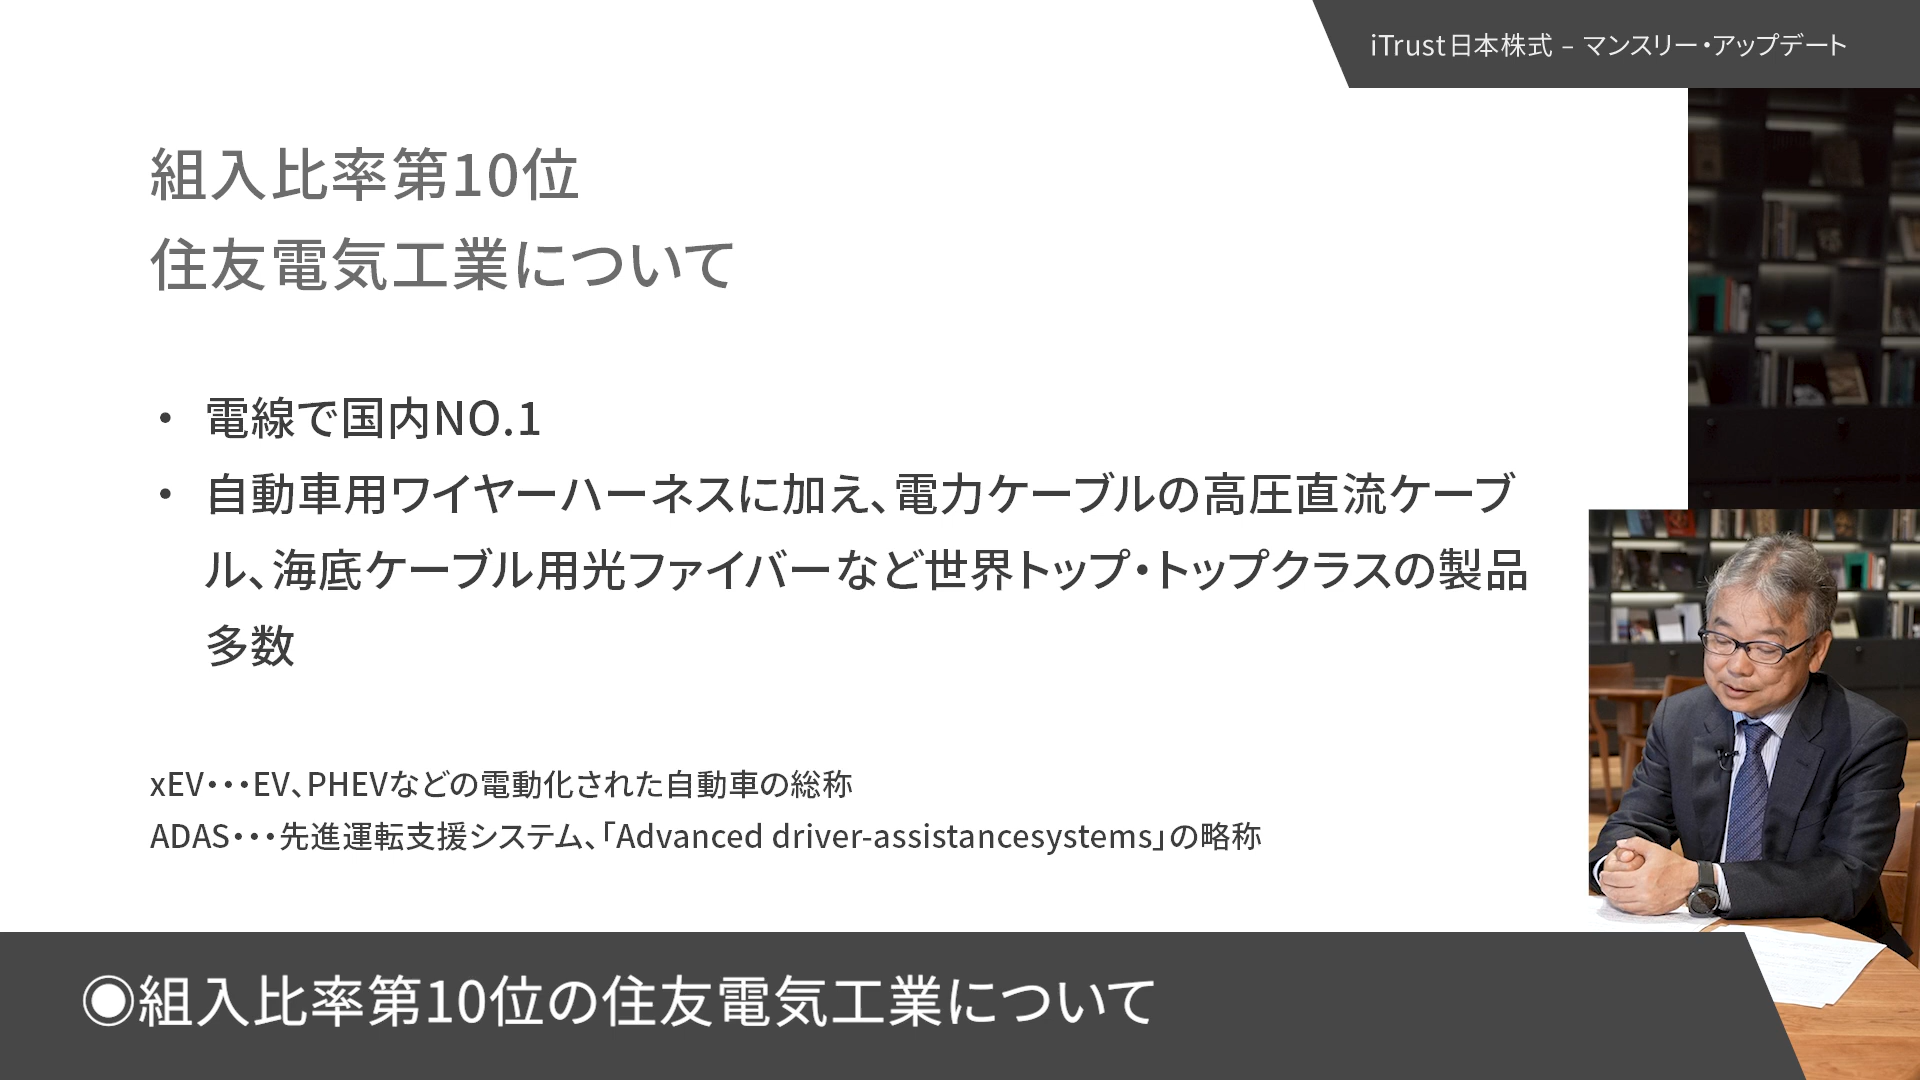 iTrust日本株式 – マンスリー・アップデート
組入比率第10位
住友電気工業について
・ 電線で国内NO.1
・ 自動車用ワイヤーハーネスに加え、電力ケーブルの高圧直流ケーブ
ル、海底ケーブル用光ファイバーなど世界トップ・トップクラスの製品
多数
xEV・・・EV、PHEVなどの電動化された自動車の総称
ADAS・・・先進運転支援システム、「Advanced driver-assistancesystems」の略称
◉組入比率第10位の住友電気工業について